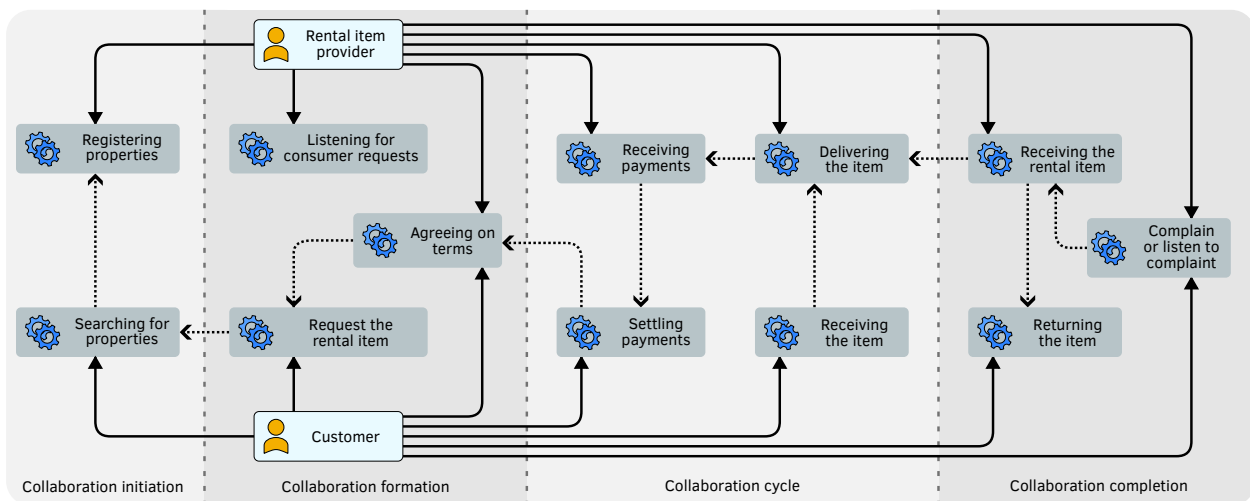 Rental item
provider
Registering
properties
Listening for
consumer requests
Receiving
payments
Delivering
the item
Receiving the
rental item
Agreeing on
terms
Complain
or listen to
complaint
Searching for
properties
Request the
rental item
Settling
payments
Receiving
the item
Returning
the item
Customer
Collaboration initiation
Collaboration formation
Collaboration cycle
Collaboration completion